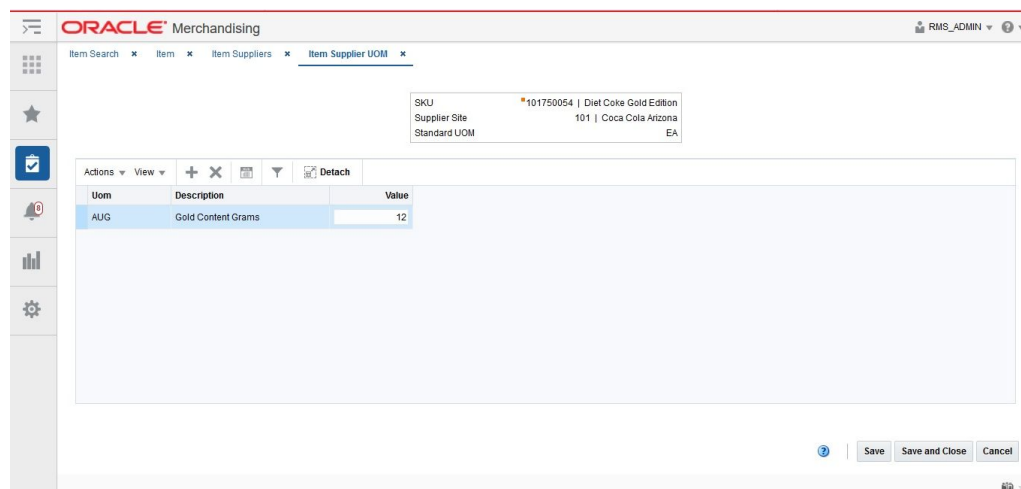 ORACLE® Merchandising
RMS_ADMIN
Item Search × Item × Item Suppliers × Item Supplier UOM ×
SKU 101750054 | Diet Coke Gold Edition
Supplier Site 101 | Coca Cola Arizona
Standard UOM EA
Actions View Detach
Uom Description Value
AUG Gold Content Grams 12
8
Save Save and Close Cancel